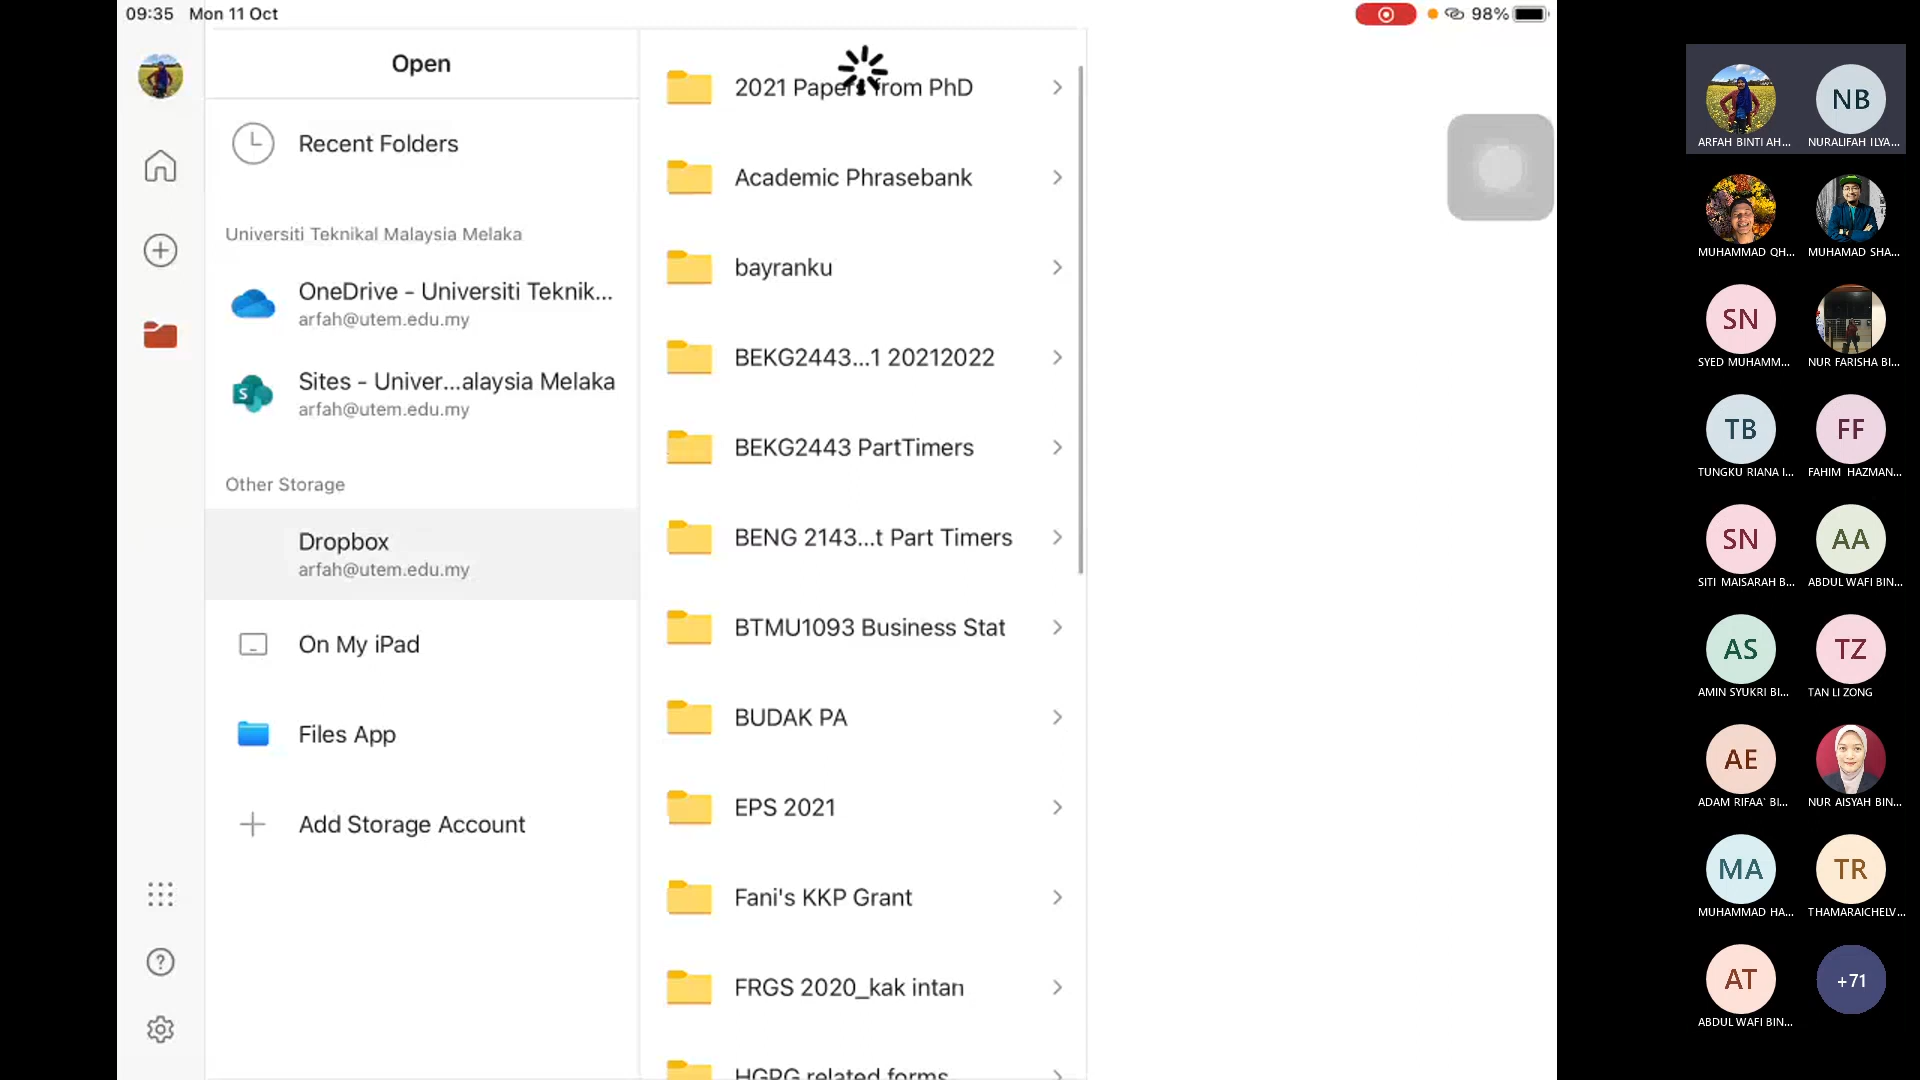 09:35 Mon 11 Oct
98%
Open
Recent Folders
Universiti Teknikal Malaysia Melaka
OneDrive - Universiti Teknik...
arfah@utem.edu.my
Sites - Univer...alaysia Melaka
arfah@utem.edu.my
Other Storage
Dropbox
arfah@utem.edu.my
On My iPad
Files App
Add Storage Account
2021 Papers from PhD
Academic Phrasebank
bayranku
BEKG2443...1 20212022
BEKG2443 PartTimers
BENG 2143...t Part Timers
BTMU1093 Business Stat
BUDAK PA
EPS 2021
Fani's KKP Grant
FRGS 2020_kak intan
HGRG related forms
ARFAH BINTI AH...
NB
NURALIFAH ILYA...
MUHAMMAD QH...
MUHAMAD SHA...
SN
SYED MUHAMM...
NUR FARISHA BI...
TB
TUNGKU RIANA I...
FF
FAHIM HAZMAN...
SN
SITI MAISARAH B...
AA
ABDUL WAFI BIN...
AS
AMIN SYUKRI BI...
TZ
TAN LI ZONG
AE
ADAM RIFAA` BI...
NUR AISYAH BIN...
MA
MUHAMMAD HA...
TR
THAMARAICHELV...
AT
ABDUL WAFI BIN...
+71